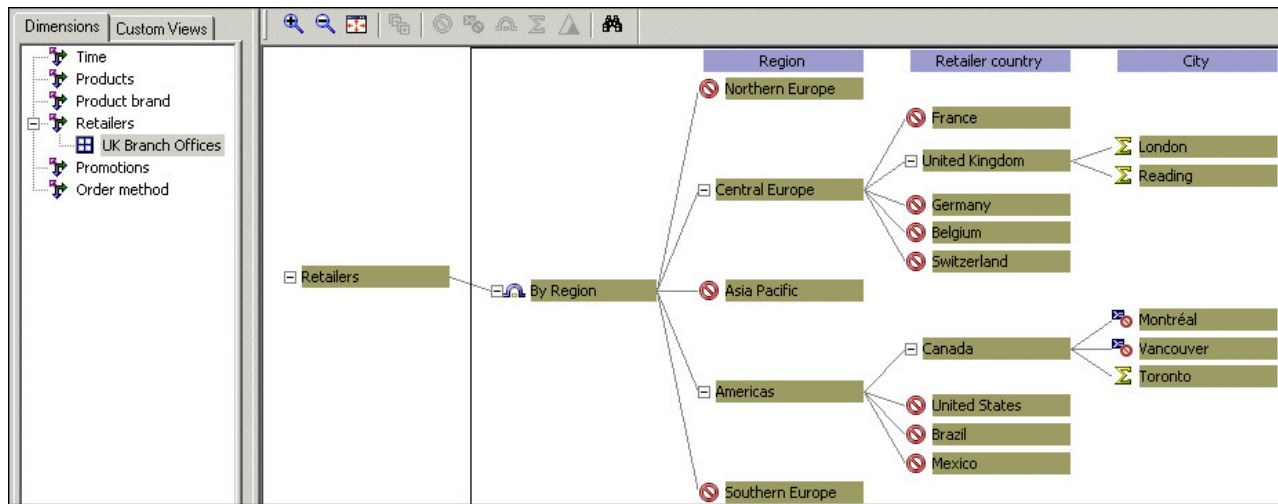 Dimensions
Custom Views
Time
Products
Product brand
Retailers
UK Branch Offices
Promotions
Order method
Region
Retailer country
City
Northern Europe
France
United Kingdom
London
Reading
Central Europe
Germany
Belgium
Switzerland
Retailers
By Region
Asia Pacific
Montréal
Canada
Vancouver
Toronto
Americas
United States
Brazil
Mexico
Southern Europe